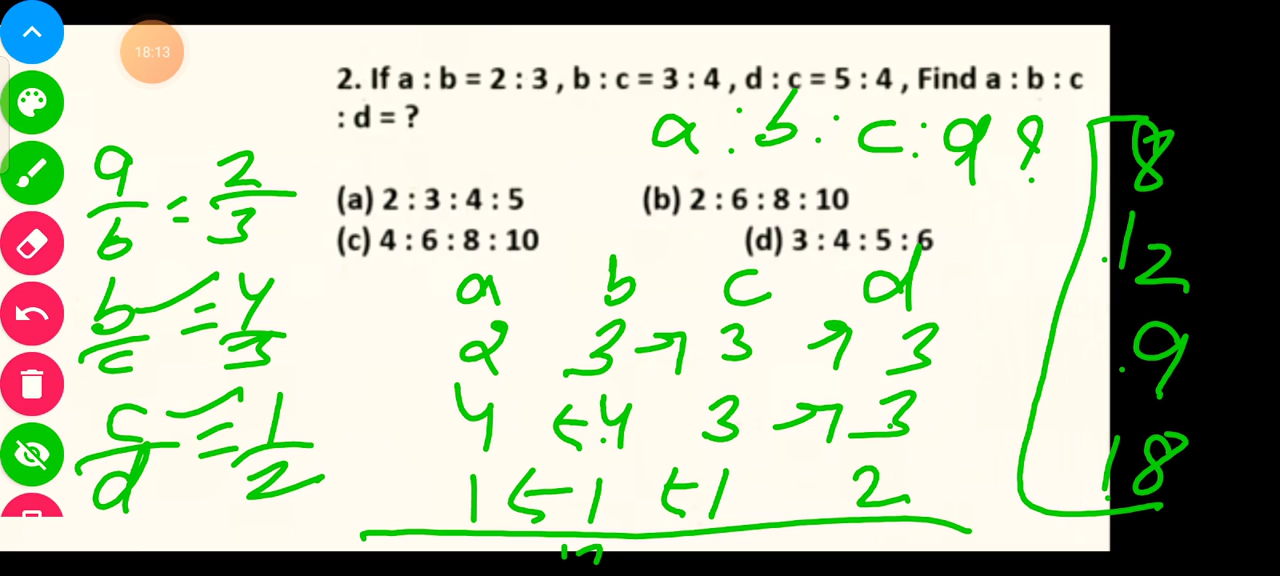 18:13
2. If a : b = 2 : 3 , b : c = 3 : 4 , d : c = 5 : 4 , Find a : b : c
: d = ?
a : b : c : d ?
(a) 2 : 3 : 4 : 5 (b) 2 : 6 : 8 : 10
(c) 4 : 6 : 8 : 10 (d) 3 : 4 : 5 : 6
a/b = 2/3
b/c = 4/3
c/d = 1/2
a b c d
2 3 → 3 → 3
4 ← 4 3 → 3
1 ← 1 ← 1 2
8
12
9
18